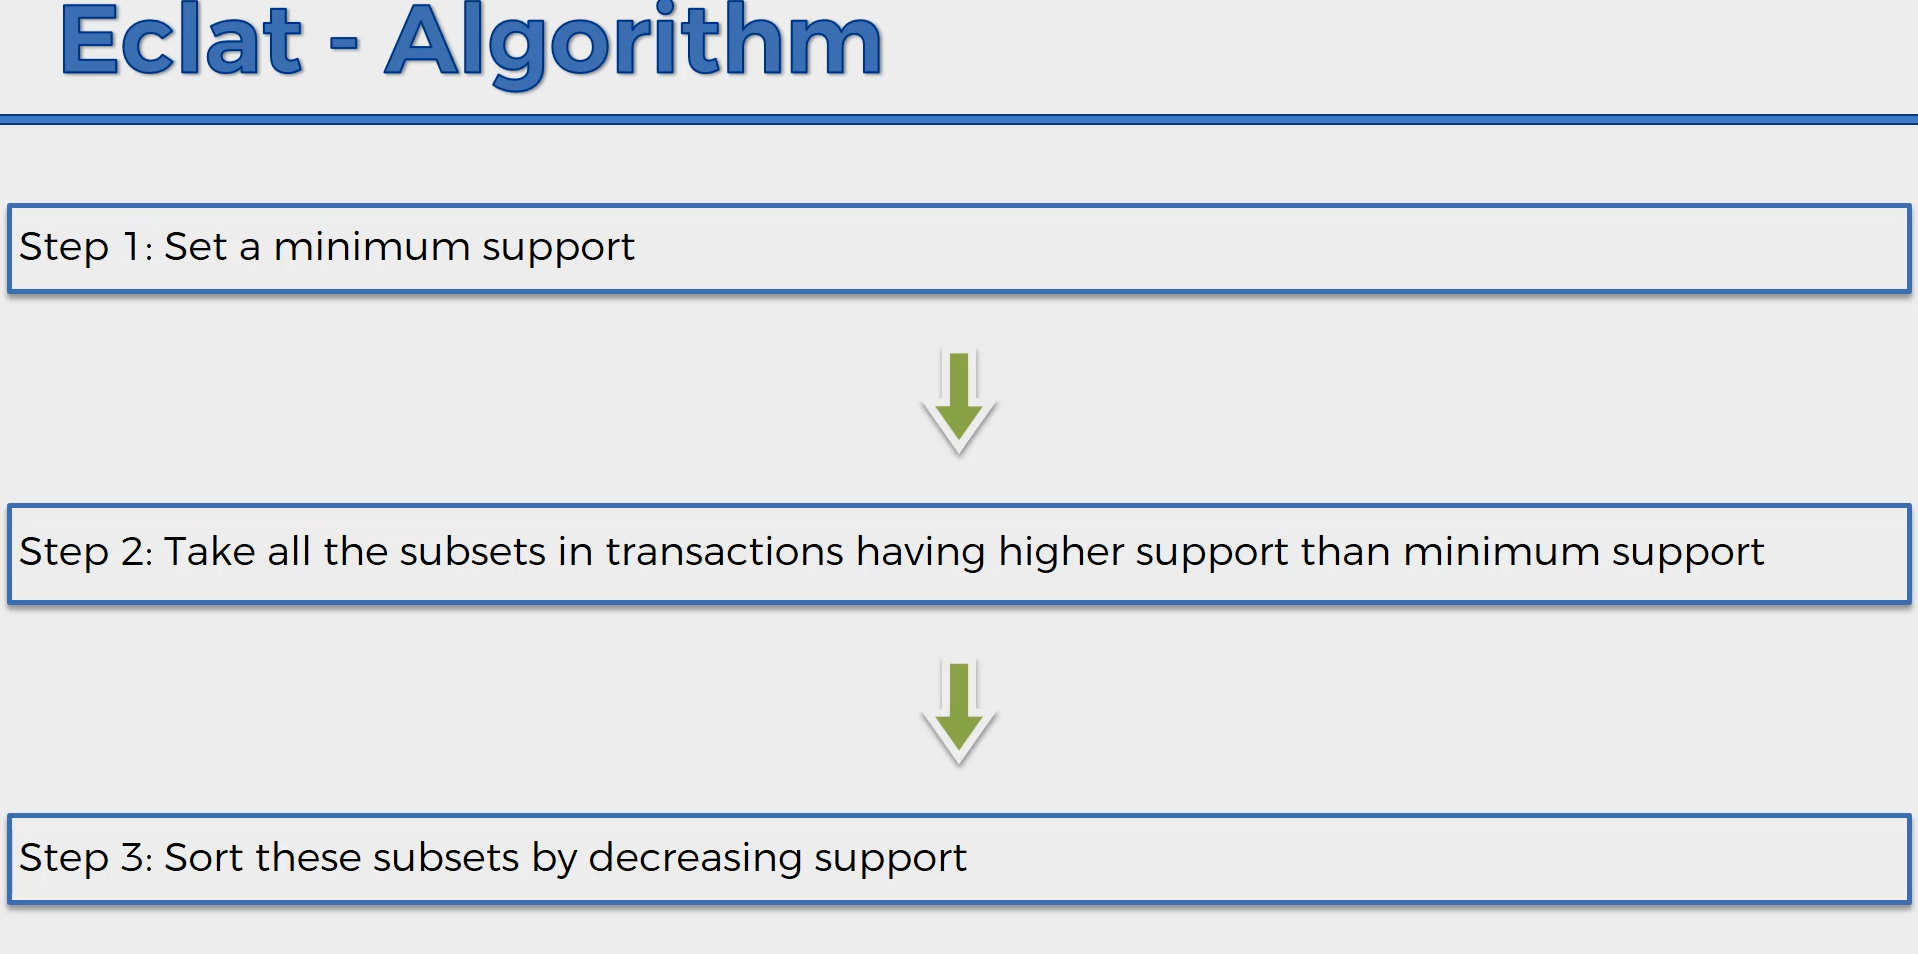 Eclat - Algorithm
Step 1: Set a minimum support
Step 2: Take all the subsets in transactions having higher support than minimum support
Step 3: Sort these subsets by decreasing support